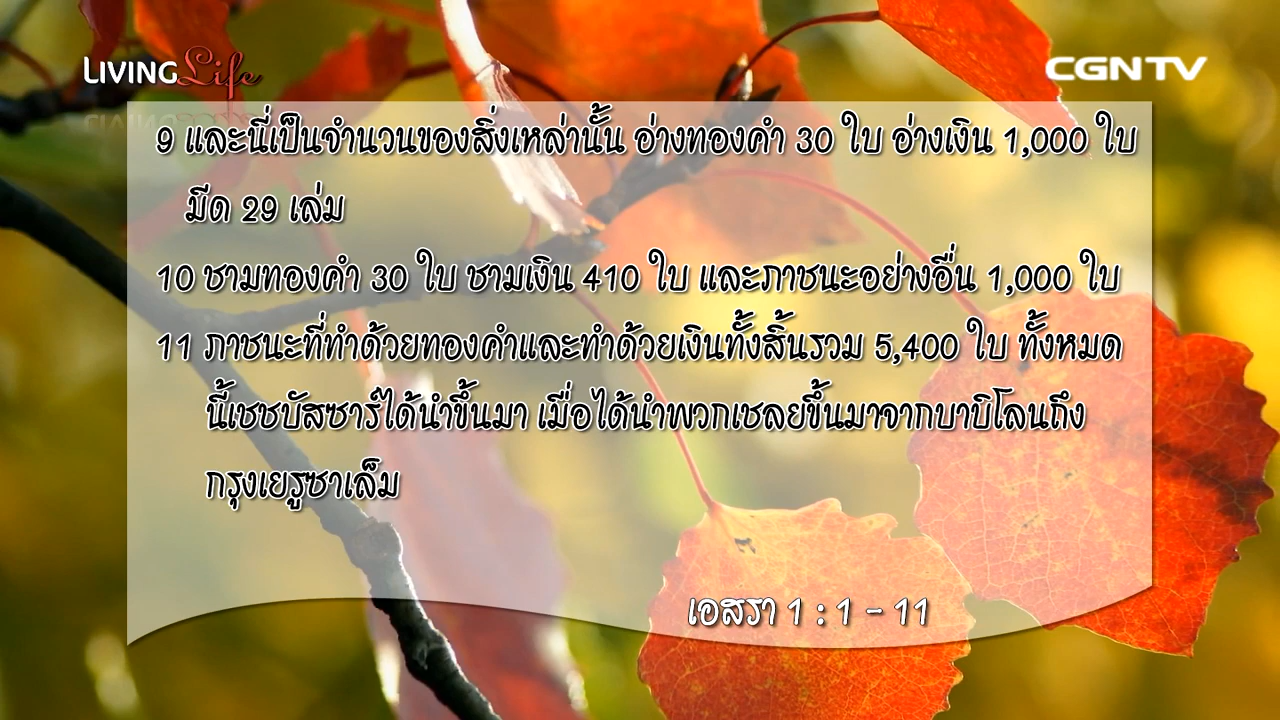 LIVING Life
CGNTV
9 และนี่เป็นจำนวนของสิ่งเหล่านั้น อ่างทองคำ 30 ใบ อ่างเงิน 1,000 ใบ
มีด 29 เล่ม
10 ชามทองคำ 30 ใบ ชามเงิน 410 ใบ และภาชนะอย่างอื่น 1,000 ใบ
11 ภาชนะที่ทำด้วยทองคำและทำด้วยเงินทั้งสิ้นรวม 5,400 ใบ ทั้งหมด
นี้เชชบัสซาร์ได้นำขึ้นมา เมื่อได้นำพวกเชลยขึ้นมาจากบาบิโลนถึง
กรุงเยรูซาเล็ม
เอสรา 1 : 1 - 11